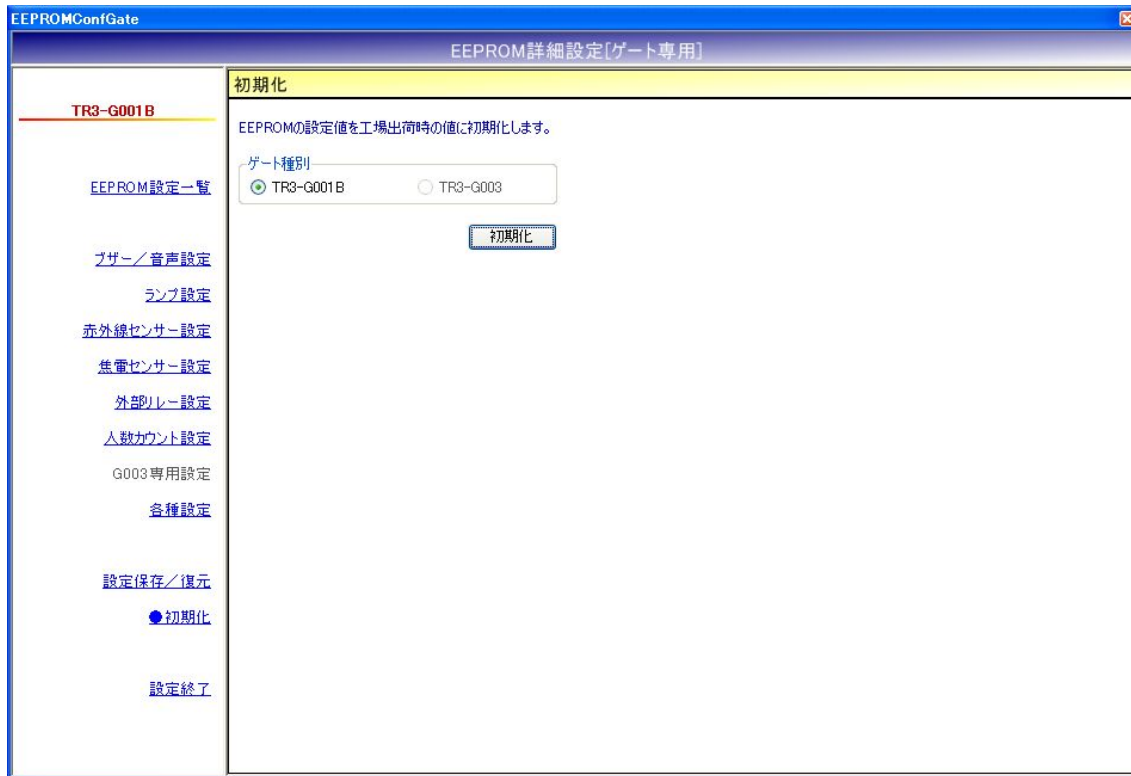 EEPROMConfGate
EEPROM詳細設定[ゲート専用]
TR3-G001B
EEPROM設定一覧
ブザー／音声設定
ランプ設定
赤外線センサー設定
焦電センサー設定
外部リレー設定
人数カウント設定
G003専用設定
各種設定
設定保存／復元
●初期化
設定終了
初期化
EEPROMの設定値を工場出荷時の値に初期化します。
ゲート種別
TR3-G001B TR3-G003
初期化